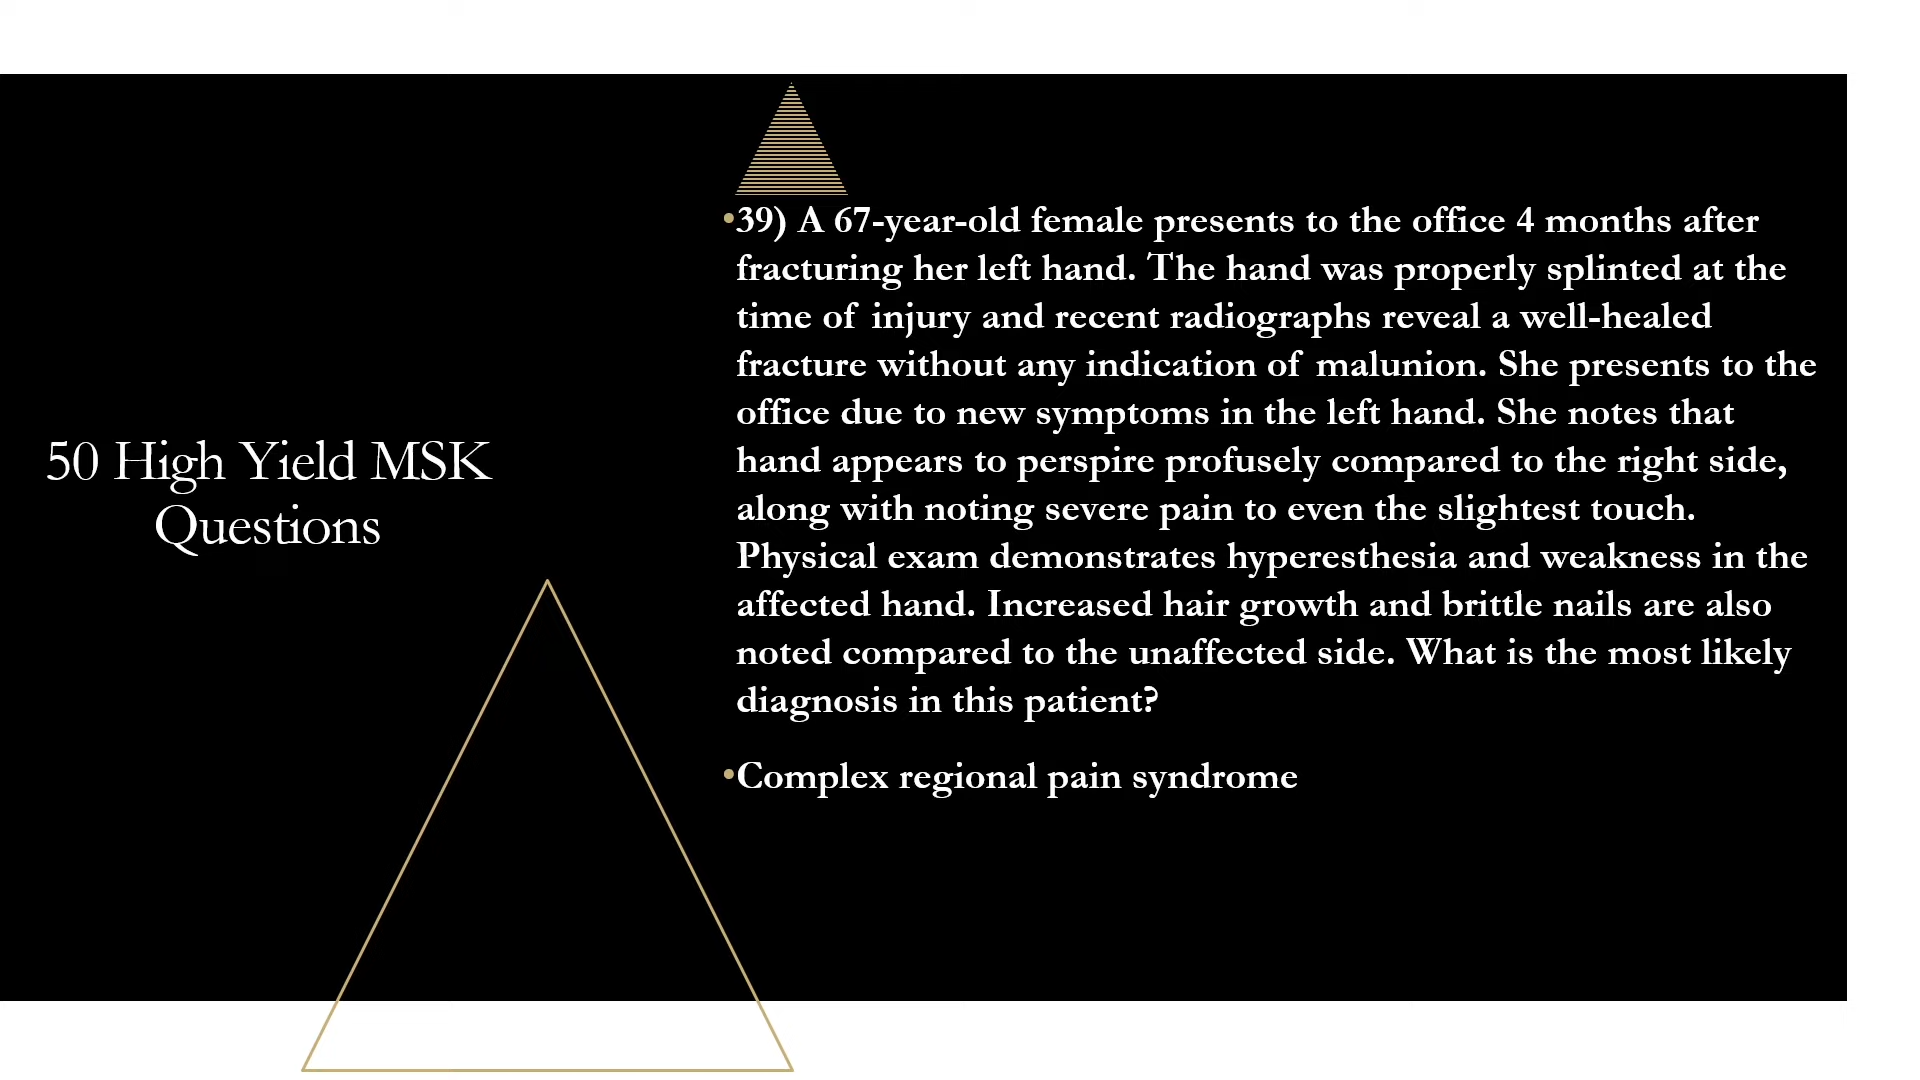 50 High Yield MSK
Questions
•39) A 67-year-old female presents to the office 4 months after
fracturing her left hand. The hand was properly splinted at the
time of injury and recent radiographs reveal a well-healed
fracture without any indication of malunion. She presents to the
office due to new symptoms in the left hand. She notes that
hand appears to perspire profusely compared to the right side,
along with noting severe pain to even the slightest touch.
Physical exam demonstrates hyperesthesia and weakness in the
affected hand. Increased hair growth and brittle nails are also
noted compared to the unaffected side. What is the most likely
diagnosis in this patient?
•Complex regional pain syndrome